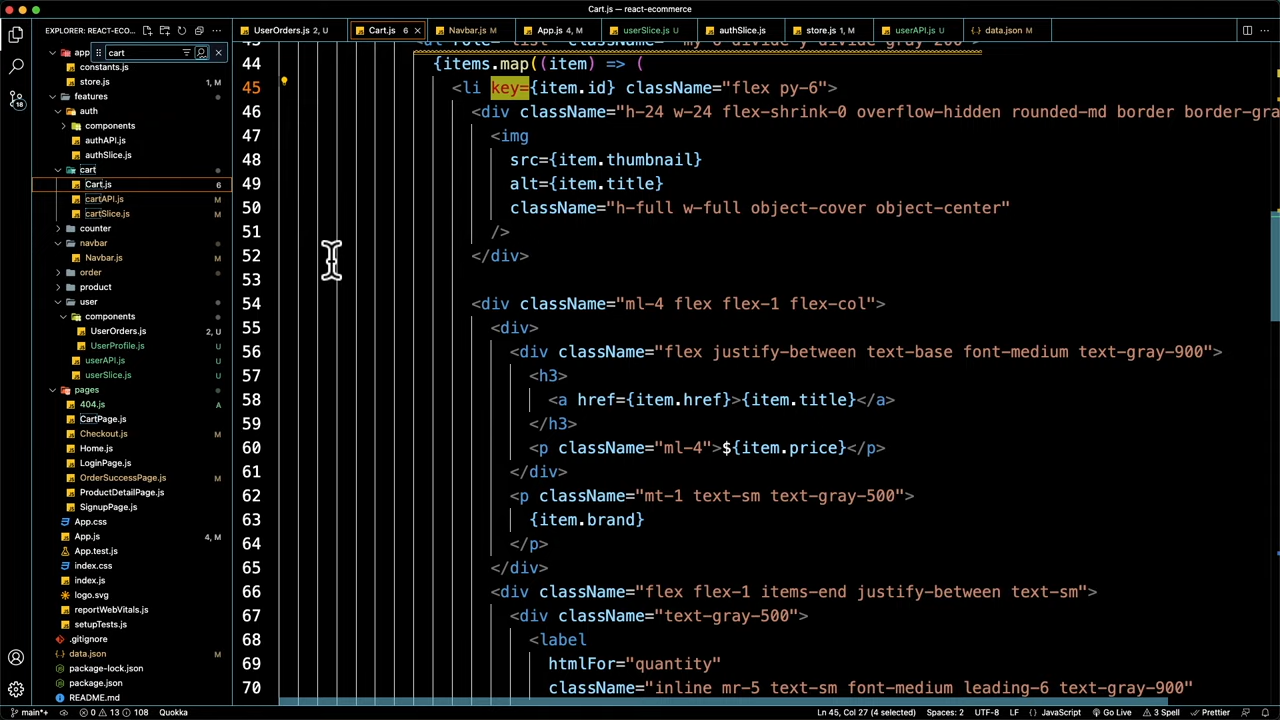 Cart.js — react-ecommerce
EXPLORER: REACT-ECO...
UserOrders.js 2, U
Cart.js 6
Navbar.js M
App.js 4, M
userSlice.js U
authSlice.js
store.js 1, M
userAPI.js U
data.json M
app
cart
constants.js
store.js 1, M
features
auth
components
authAPI.js
authSlice.js
cart
Cart.js 6
cartAPI.js M
cartSlice.js M
counter
navbar
Navbar.js M
order
product
user
components
UserOrders.js 2, U
UserProfile.js U
userAPI.js U
userSlice.js U
pages
404.js A
CartPage.js
Checkout.js M
Home.js
LoginPage.js
OrderSuccessPage.js M
ProductDetailPage.js
SignupPage.js
App.css
App.js 4, M
App.test.js
index.css
index.js
logo.svg
reportWebVitals.js
setupTests.js
.gitignore
data.json M
package-lock.json
package.json
README.md
18
43 <ul role="list" className="my-6 divide-y divide-gray-200">
44 {items.map((item) => (
45 <li key={item.id} className="flex py-6">
46 <div className="h-24 w-24 flex-shrink-0 overflow-hidden rounded-md border border-gra
47 <img
48 src={item.thumbnail}
49 alt={item.title}
50 className="h-full w-full object-cover object-center"
51 />
52 </div>
53
54 <div className="ml-4 flex flex-1 flex-col">
55 <div>
56 <div className="flex justify-between text-base font-medium text-gray-900">
57 <h3>
58 <a href={item.href}>{item.title}</a>
59 </h3>
60 <p className="ml-4">${item.price}</p>
61 </div>
62 <p className="mt-1 text-sm text-gray-500">
63 {item.brand}
64 </p>
65 </div>
66 <div className="flex flex-1 items-end justify-between text-sm">
67 <div className="text-gray-500">
68 <label
69 htmlFor="quantity"
70 className="inline mr-5 text-sm font-medium leading-6 text-gray-900"
main*+ 0 13 108 Quokka
Ln 45, Col 27 (4 selected) Spaces: 2 UTF-8 LF JavaScript Go Live 3 Spell Prettier